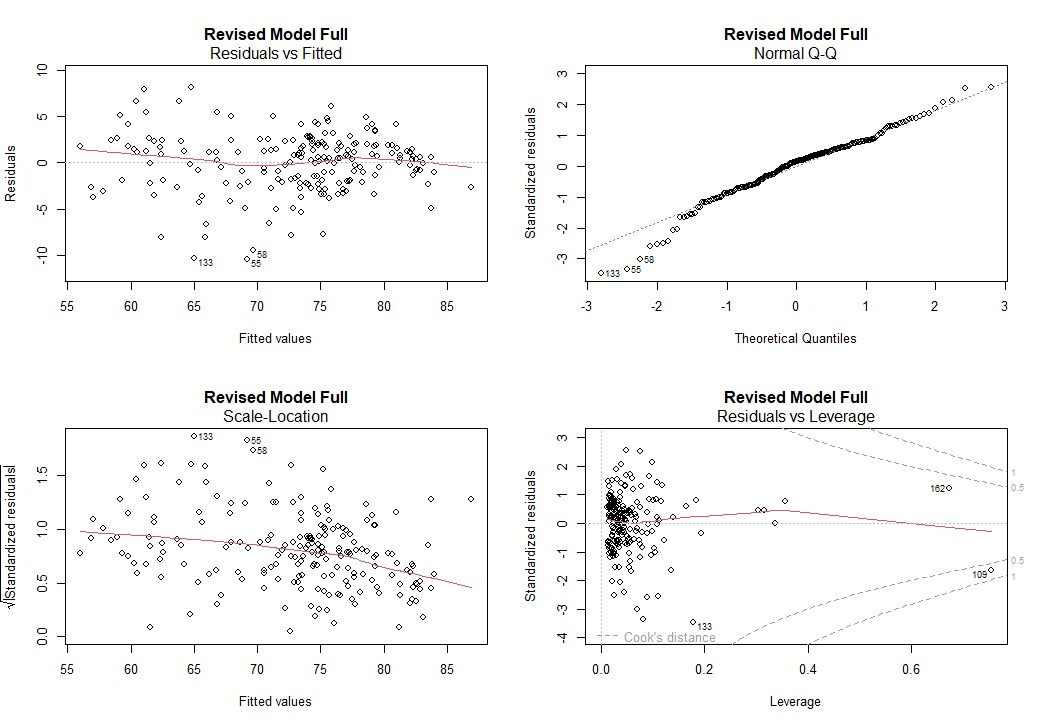 Revised Model Full
Residuals vs Fitted
Residuals
10
5
0
-5
-10
133
58
55
55 60 65 70 75 80 85
Fitted values
Revised Model Full
Normal Q-Q
Standardized residuals
3
2
1
0
-1
-2
-3
133
55
58
-3 -2 -1 0 1 2 3
Theoretical Quantiles
Revised Model Full
Scale-Location
√|Standardized residuals|
1.5
1.0
0.5
0.0
133
55
58
55 60 65 70 75 80 85
Fitted values
Revised Model Full
Residuals vs Leverage
Standardized residuals
3
2
1
0
-1
-2
-3
-4
1
0.5
0.5
1
162
109
133
Cook's distance
0.0 0.2 0.4 0.6
Leverage